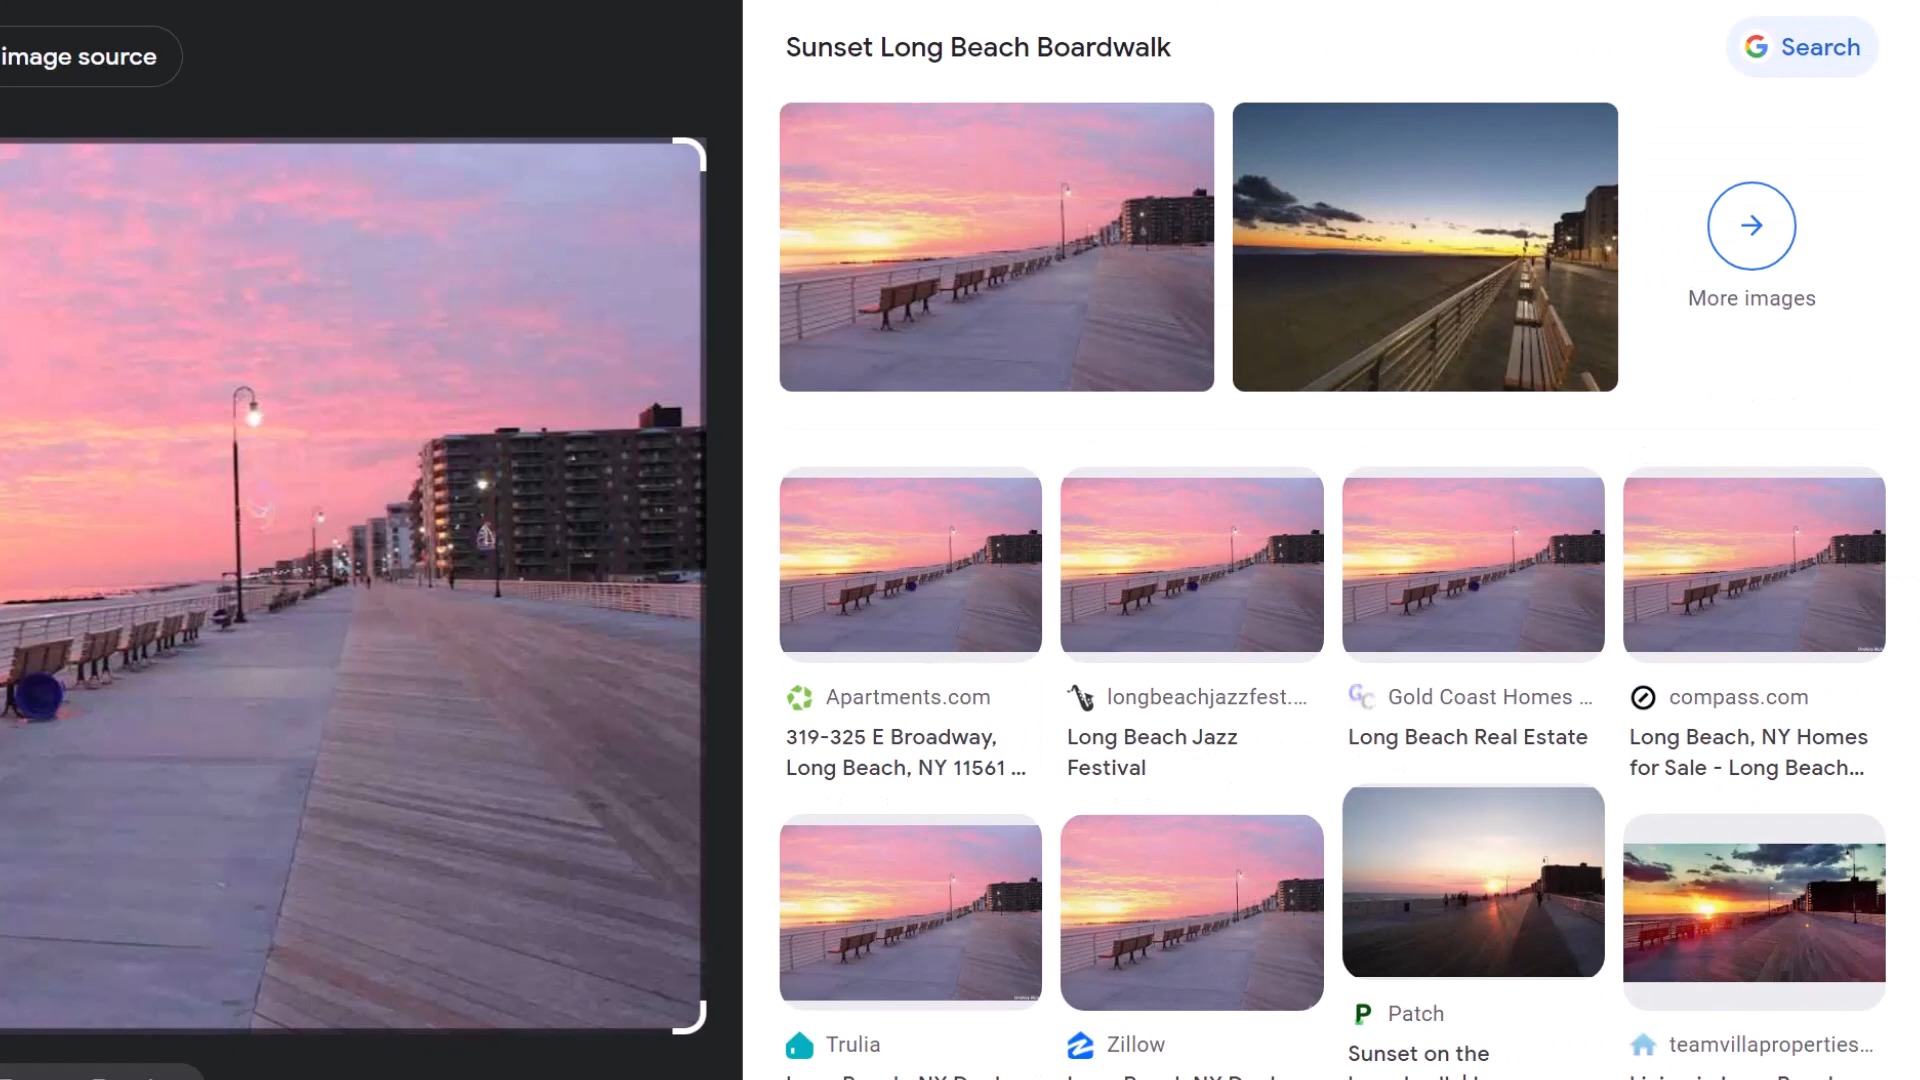 image source
Sunset Long Beach Boardwalk
Search
More images
Apartments.com
319-325 E Broadway,
Long Beach, NY 11561 ...
longbeachjazzfest....
Long Beach Jazz
Festival
Gold Coast Homes ...
Long Beach Real Estate
compass.com
Long Beach, NY Homes
for Sale - Long Beach...
Trulia
Zillow
Patch
Sunset on the
teamvillaproperties...